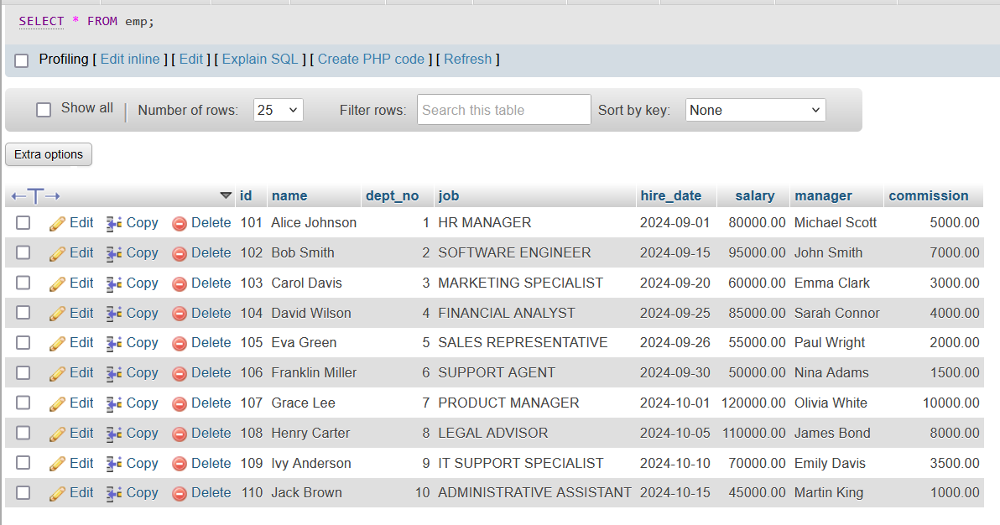 SELECT * FROM emp;
Profiling [ Edit inline ] [ Edit ] [ Explain SQL ] [ Create PHP code ] [ Refresh ]
Show all | Number of rows: 25 Filter rows: Search this table Sort by key: None
Extra options
id name dept_no job hire_date salary manager commission
Edit Copy Delete 101 Alice Johnson 1 HR MANAGER 2024-09-01 80000.00 Michael Scott 5000.00
Edit Copy Delete 102 Bob Smith 2 SOFTWARE ENGINEER 2024-09-15 95000.00 John Smith 7000.00
Edit Copy Delete 103 Carol Davis 3 MARKETING SPECIALIST 2024-09-20 60000.00 Emma Clark 3000.00
Edit Copy Delete 104 David Wilson 4 FINANCIAL ANALYST 2024-09-25 85000.00 Sarah Connor 4000.00
Edit Copy Delete 105 Eva Green 5 SALES REPRESENTATIVE 2024-09-26 55000.00 Paul Wright 2000.00
Edit Copy Delete 106 Franklin Miller 6 SUPPORT AGENT 2024-09-30 50000.00 Nina Adams 1500.00
Edit Copy Delete 107 Grace Lee 7 PRODUCT MANAGER 2024-10-01 120000.00 Olivia White 10000.00
Edit Copy Delete 108 Henry Carter 8 LEGAL ADVISOR 2024-10-05 110000.00 James Bond 8000.00
Edit Copy Delete 109 Ivy Anderson 9 IT SUPPORT SPECIALIST 2024-10-10 70000.00 Emily Davis 3500.00
Edit Copy Delete 110 Jack Brown 10 ADMINISTRATIVE ASSISTANT 2024-10-15 45000.00 Martin King 1000.00